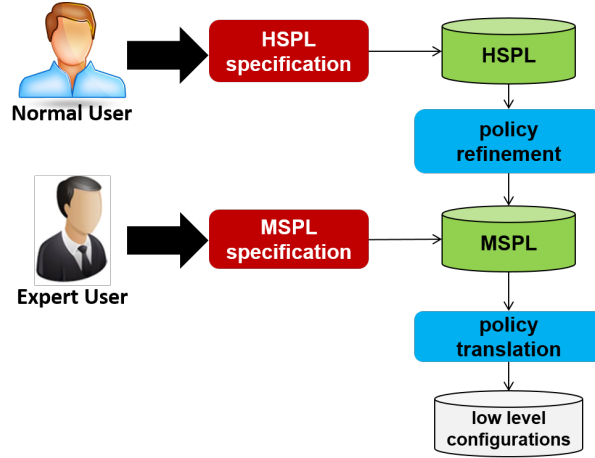 HSPL
specification
HSPL
Normal User
policy
refinement
MSPL
specification
MSPL
Expert User
policy
translation
low level
configurations